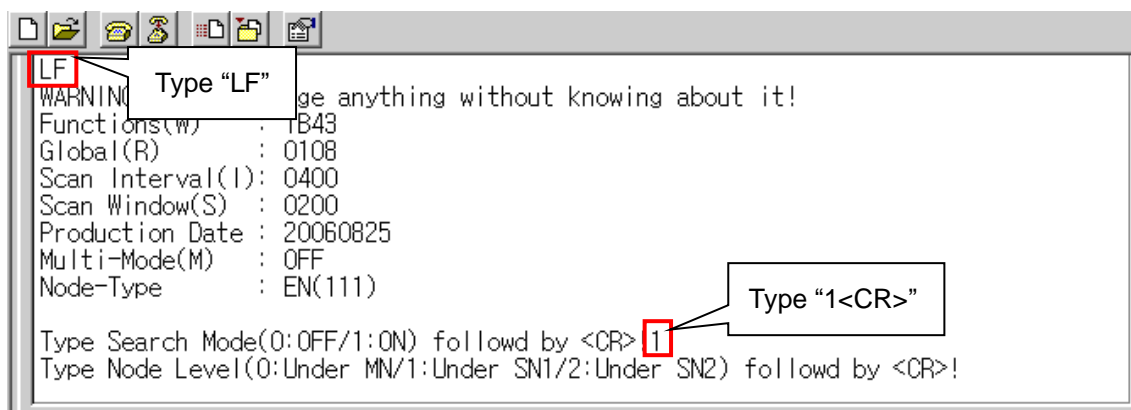 LF
Type “LF”
WARNIN ge anything without knowing about it!
Functions(W) : 1B43
Global(R) : 0108
Scan Interval(I): 0400
Scan Window(S) : 0200
Production Date : 20060825
Multi-Mode(M) : OFF
Node-Type : EN(111)
Type “1<CR>”
Type Search Mode(0:OFF/1:ON) followd by <CR>!1
Type Node Level(0:Under MN/1:Under SN1/2:Under SN2) followd by <CR>!